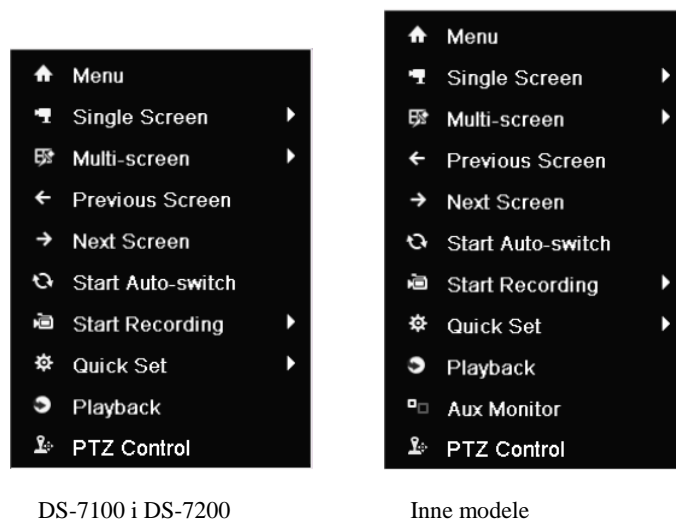 Menu
Single Screen
Multi-screen
Previous Screen
Next Screen
Start Auto-switch
Start Recording
Quick Set
Playback
PTZ Control
DS-7100 i DS-7200
Menu
Single Screen
Multi-screen
Previous Screen
Next Screen
Start Auto-switch
Start Recording
Quick Set
Playback
Aux Monitor
PTZ Control
Inne modele